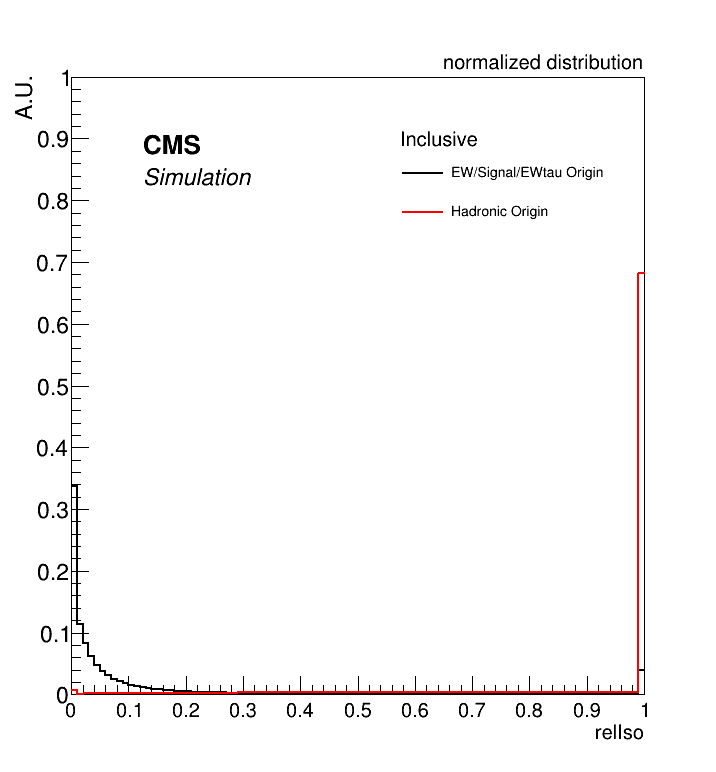 normalized distribution
A.U.
1
0.9
0.8
0.7
0.6
0.5
0.4
0.3
0.2
0.1
0
CMS
Simulation
Inclusive
EW/Signal/EWtau Origin
Hadronic Origin
0 0.1 0.2 0.3 0.4 0.5 0.6 0.7 0.8 0.9 1
relIso